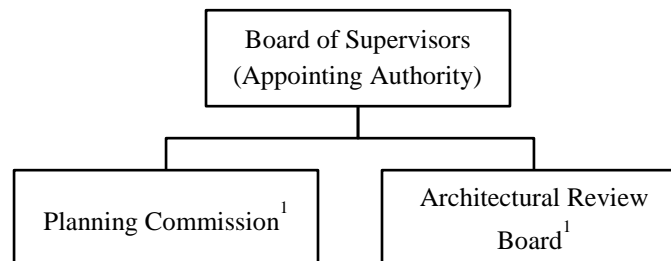 Board of Supervisors
(Appointing Authority)
Planning Commission1
Architectural Review
Board1